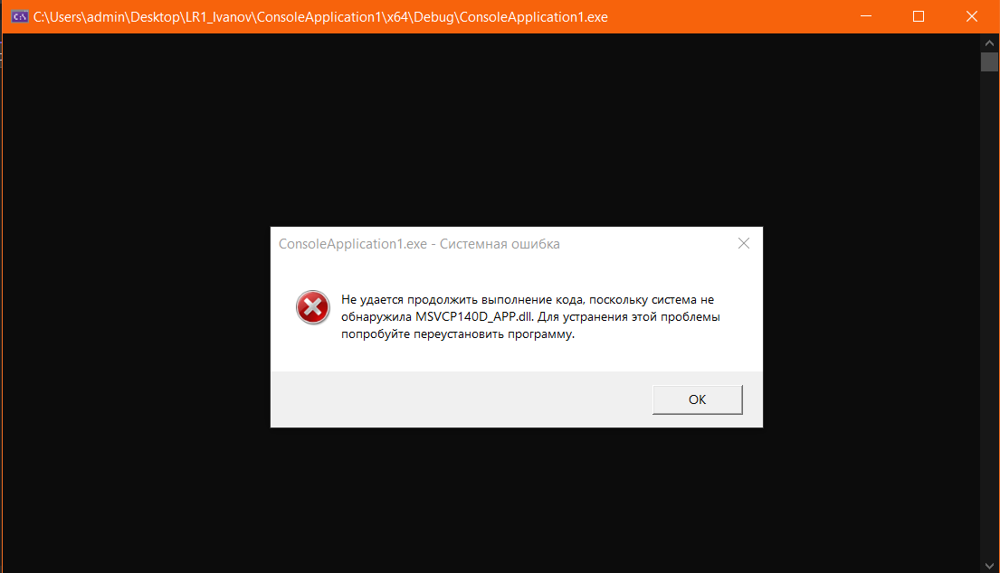 C:\Users\admin\Desktop\LR1_Ivanov\ConsoleApplication1\x64\Debug\ConsoleApplication1.exe
ConsoleApplication1.exe - Системная ошибка
Не удается продолжить выполнение кода, поскольку система не
обнаружила MSVCP140D_APP.dll. Для устранения этой проблемы
попробуйте переустановить программу.
ОК